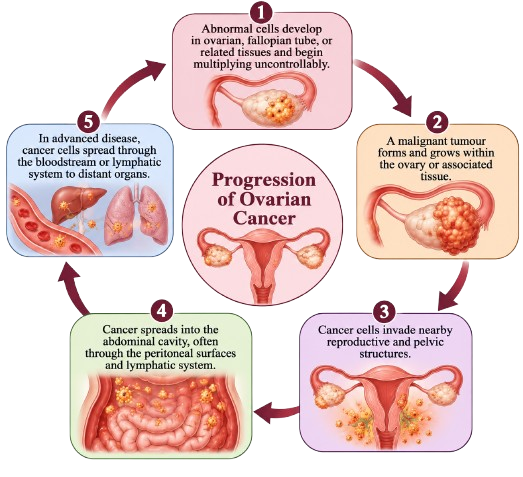 1
Abnormal cells develop
in ovarian, fallopian tube, or
related tissues and begin
multiplying uncontrollably.
2
A malignant tumour
forms and grows within
the ovary or associated
tissue.
3
Cancer cells invade nearby
reproductive and pelvic
structures.
4
Cancer spreads into the
abdominal cavity, often
through the peritoneal surfaces
and lymphatic system.
5
In advanced disease,
cancer cells spread through
the bloodstream or lymphatic
system to distant organs.
Progression
of Ovarian
Cancer